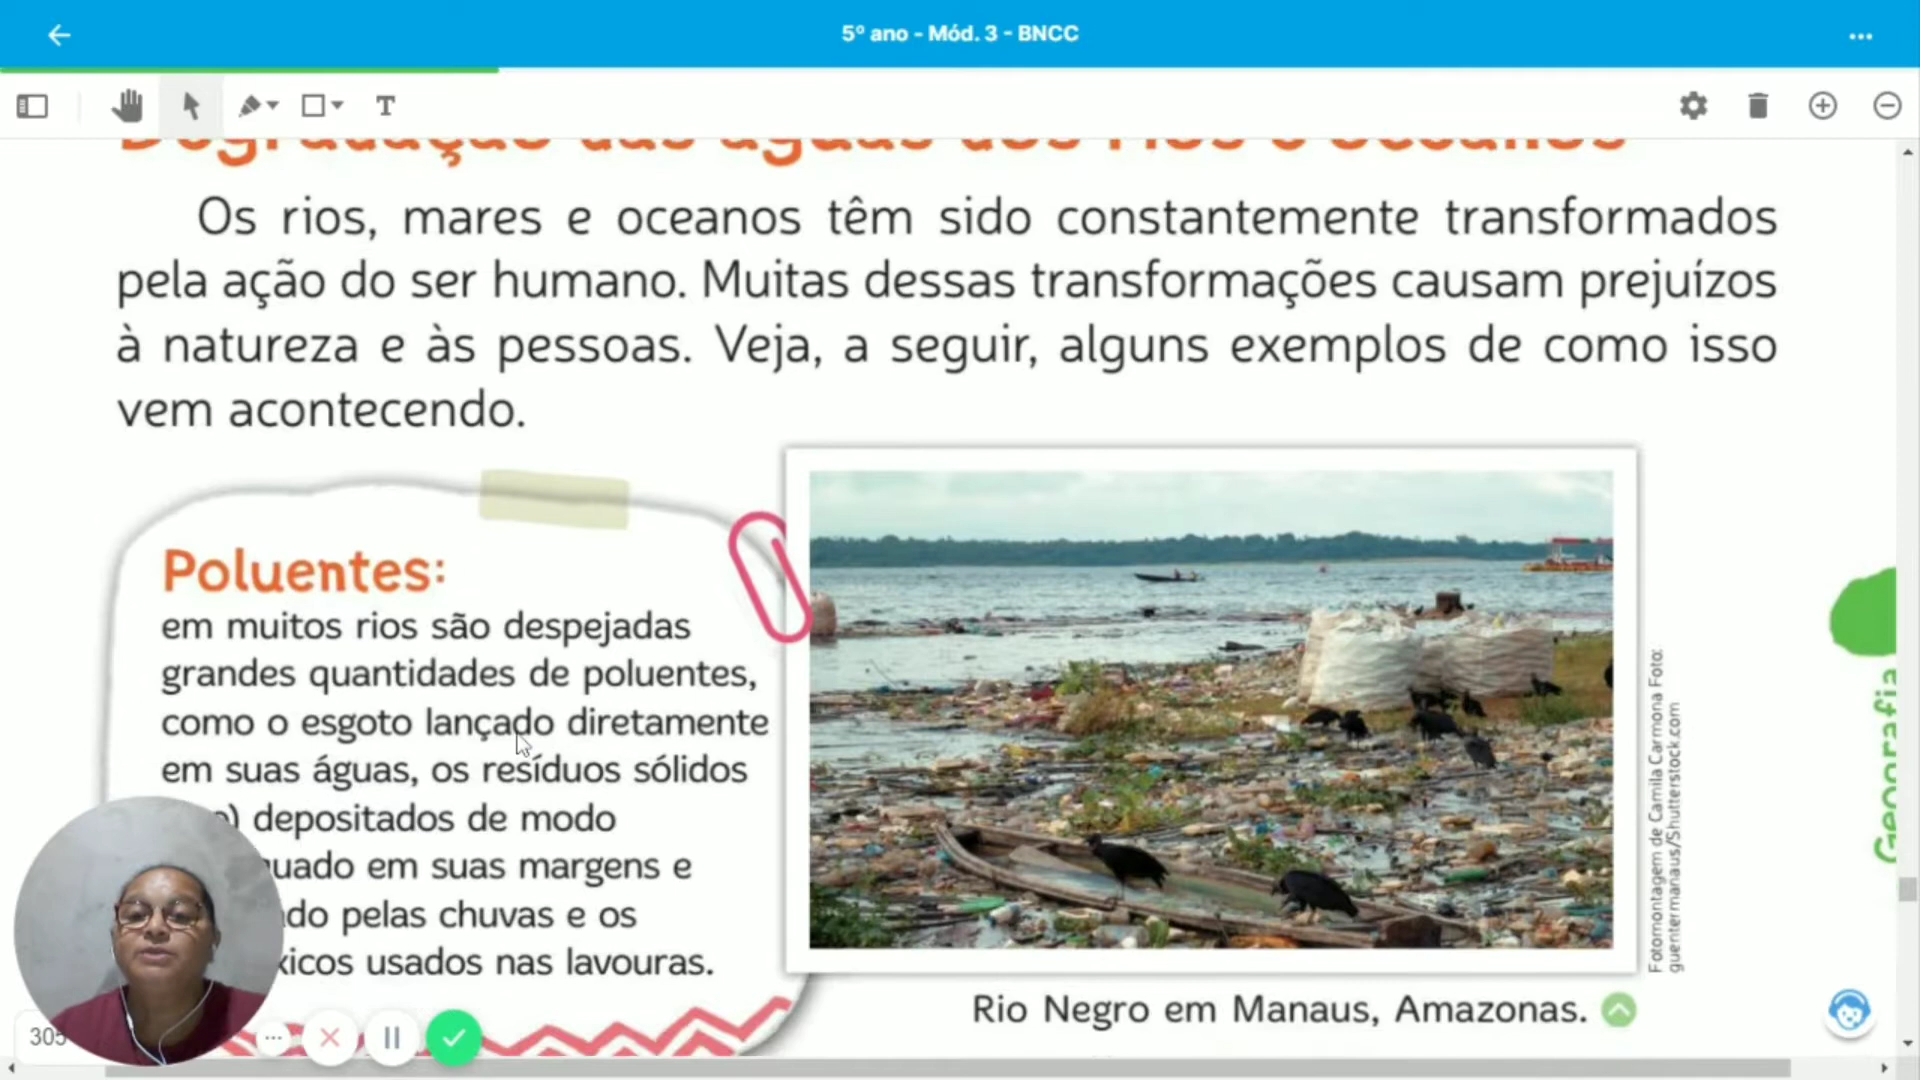 5º ano - Mód. 3 - BNCC
T
Degradação das águas dos rios e oceanos
Os rios, mares e oceanos têm sido constantemente transformados
pela ação do ser humano. Muitas dessas transformações causam prejuízos
à natureza e às pessoas. Veja, a seguir, alguns exemplos de como isso
vem acontecendo.
Poluentes:
em muitos rios são despejadas
grandes quantidades de poluentes,
como o esgoto lançado diretamente
em suas águas, os resíduos sólidos
depositados de modo
em suas margens e
pelas chuvas e os
usados nas lavouras.
Fotomontagem de Camila Carmona Foto:
guentermanaus/Shutterstock.com
Rio Negro em Manaus, Amazonas.
Geografia
305